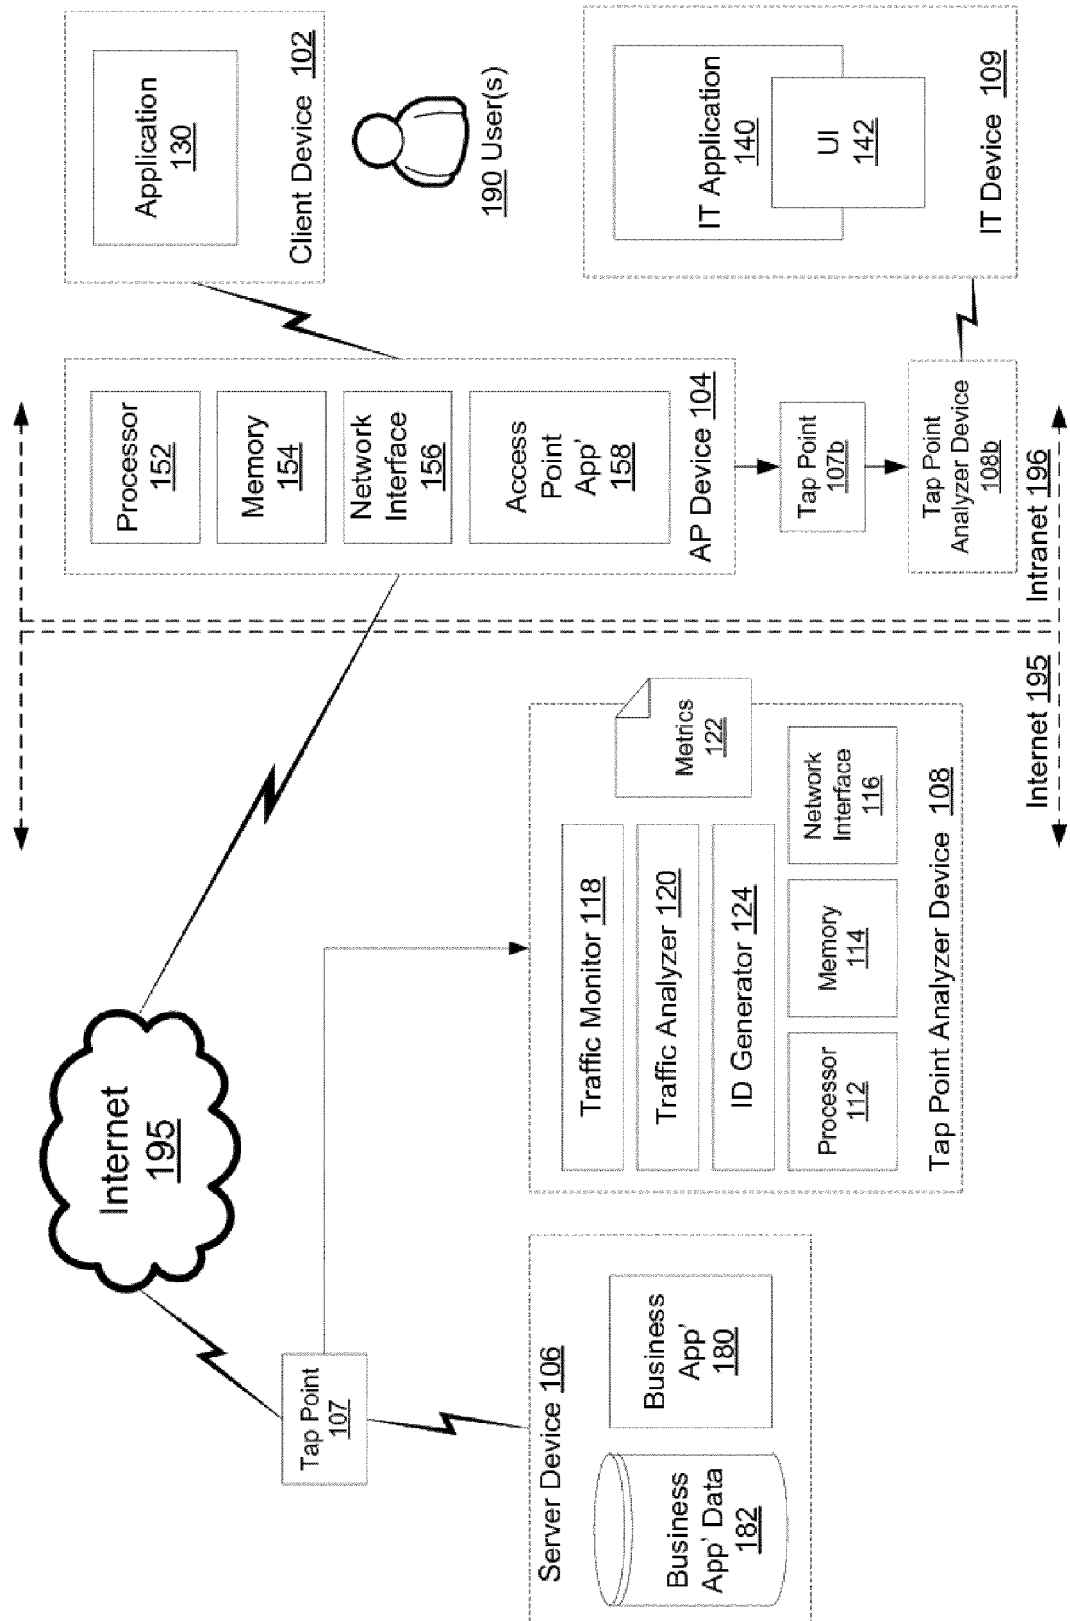 Internet
195
Tap Point
107
Server Device 106
Business
App' Data
182
Business
App'
180
Traffic Monitor 118
Traffic Analyzer 120
ID Generator 124
Metrics
122
Processor
112
Memory
114
Network
Interface
116
Tap Point Analyzer Device 108
Internet 195
Intranet 196
Processor
152
Memory
154
Network
Interface
156
Access
Point
App'
158
AP Device 104
Tap Point
107b
Tap Point
Analyzer Device
108b
Application
130
Client Device 102
190 User(s)
IT Application
140
UI
142
IT Device 109